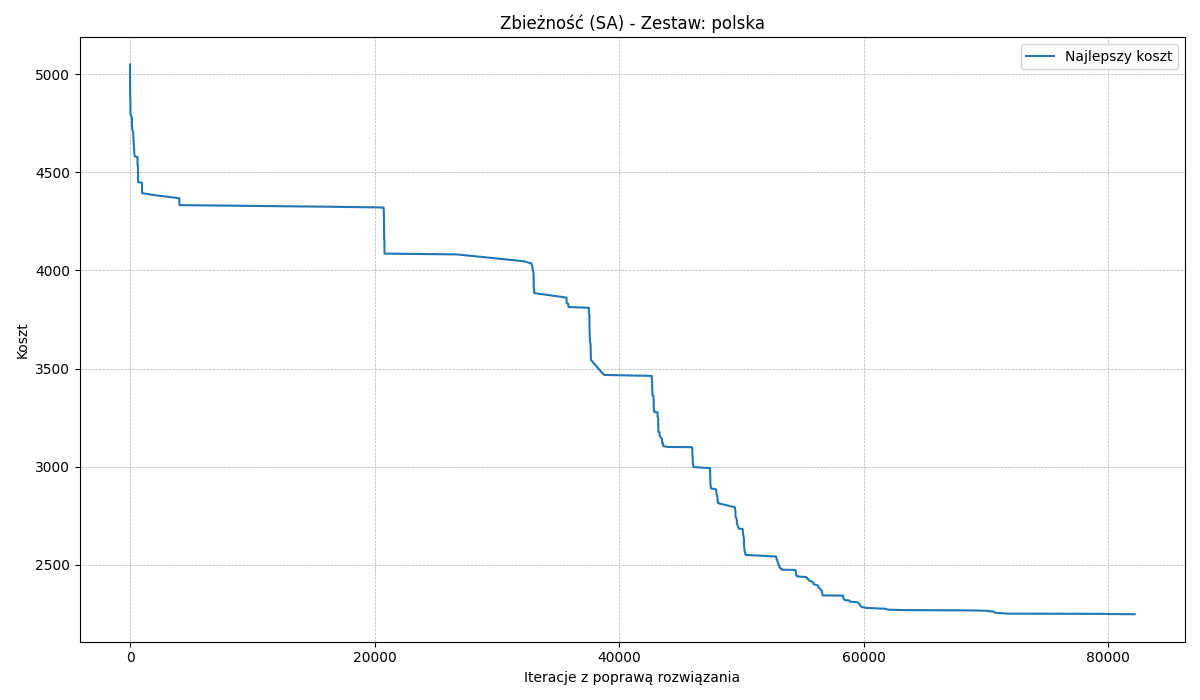 Zbieżność (SA) - Zestaw: polska
Najlepszy koszt
5000
4500
4000
3500
3000
2500
Koszt
0 20000 40000 60000 80000
Iteracje z poprawą rozwiązania